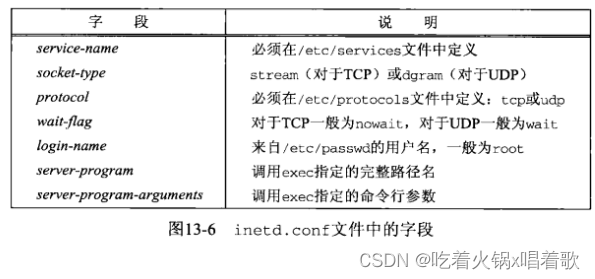 字 段 说 明
service-name 必须在/etc/services文件中定义
socket-type stream（对于TCP）或dgram（对于UDP）
protocol 必须在/etc/protocols文件中定义：tcp或udp
wait-flag 对于TCP一般为nowait，对于UDP一般为wait
login-name 来自/etc/passwd的用户名，一般为root
server-program 调用exec指定的完整路径名
server-program-arguments 调用exec指定的命令行参数
图13-6 inetd.conf文件中的字段
CSDN @吃着火锅x唱着歌